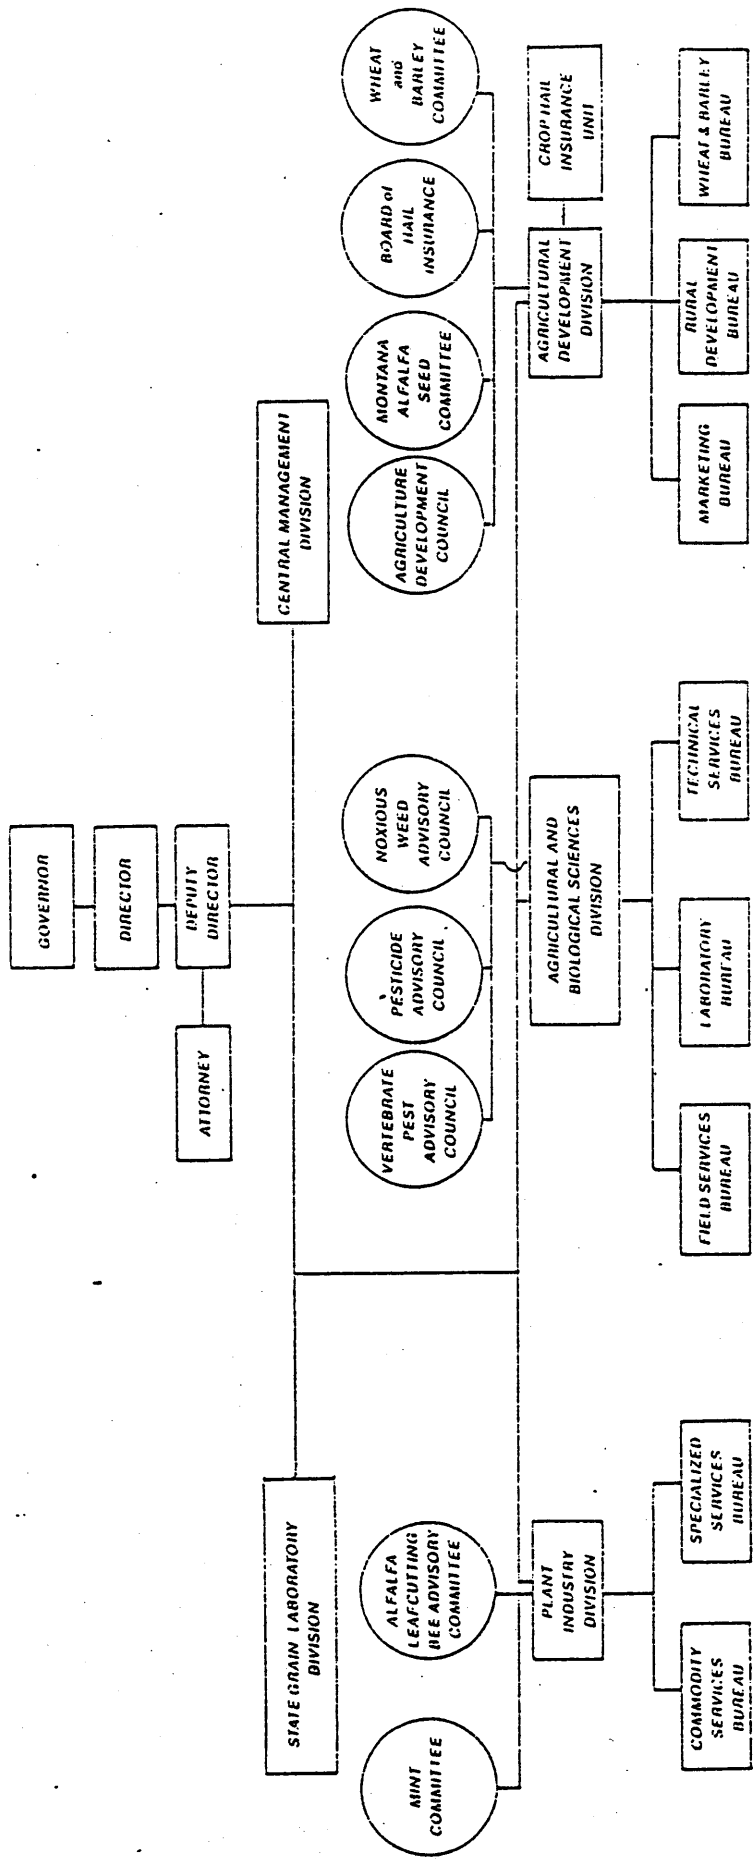 GOVERNOR
DIRECTOR
DEPUTY
DIRECTOR
ATTORNEY
STATE GRAIN LABORATORY
DIVISION
CENTRAL MANAGEMENT
DIVISION
MINT
COMMITTEE
ALFALFA
LEAFCUTTING
BEE ADVISORY
COMMITTEE
VERTEBRATE
PEST
ADVISORY
COUNCIL
PESTICIDE
ADVISORY
COUNCIL
NOXIOUS
WEED
ADVISORY
COUNCIL
AGRICULTURE
DEVELOPMENT
COUNCIL
MONTANA
ALFALFA
SEED
COMMITTEE
BOARD of
HAIL
INSURANCE
WHEAT
and
BARLEY
COMMITTEE
PLANT
INDUSTRY
DIVISION
AGRICULTURAL AND
BIOLOGICAL SCIENCES
DIVISION
AGRICULTURAL
DEVELOPMENT
DIVISION
CROP HAIL
INSURANCE
UNIT
COMMODITY
SERVICES
BUREAU
SPECIALIZED
SERVICES
BUREAU
FIELD SERVICES
BUREAU
LABORATORY
BUREAU
TECHNICAL
SERVICES
BUREAU
MARKETING
BUREAU
RURAL
DEVELOPMENT
BUREAU
WHEAT & BARLEY
BUREAU